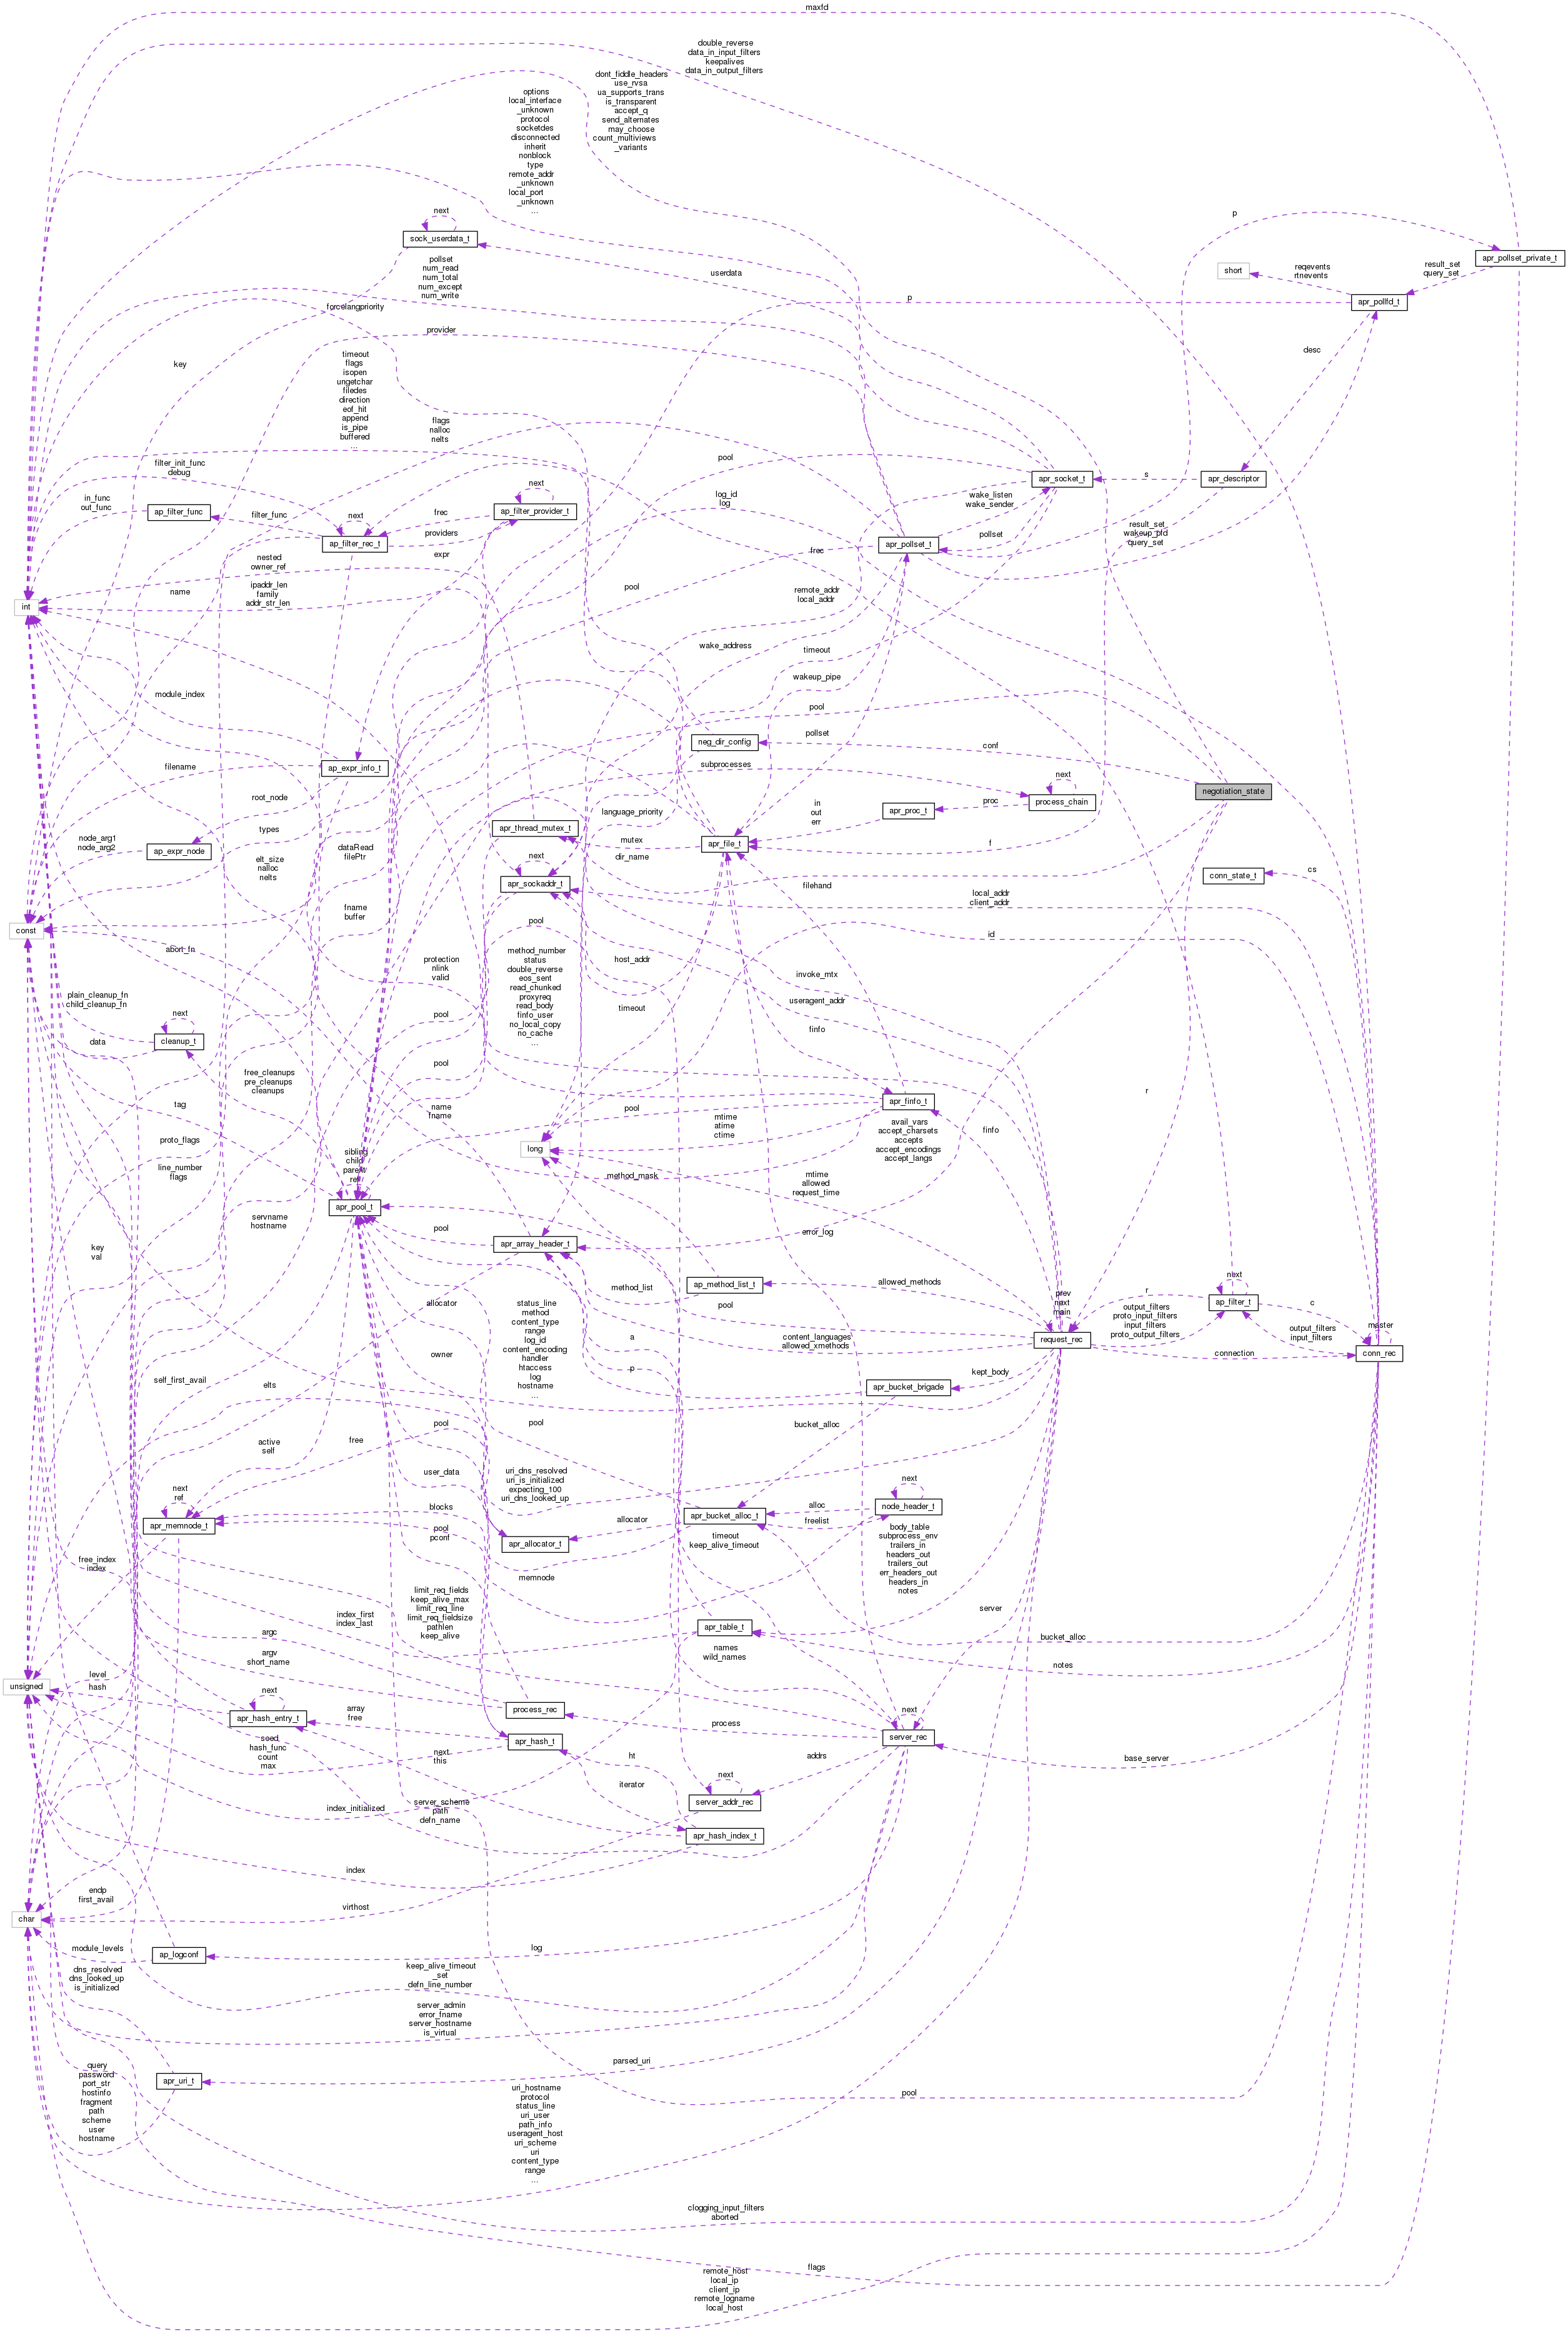 maxfd
double_reverse
data_in_input_filters
keepalives
data_in_output_filters
dont_fiddle_headers
use_rvsa
ua_supports_trans
is_transparent
accept_q
send_alternates
may_choose
count_multiviews
_variants
options
local_interface
_unknown
protocol
socketdes
disconnected
inherit
nonblock
type
remote_addr
_unknown
local_port
_unknown
...
next
sock_userdata_t
p
apr_pollset_private_t
short
reqevents
rtnevents
result_set
query_set
apr_pollfd_t
userdata
pollset
num_read
num_total
num_except
num_write
forcelangpriority
p
provider
desc
key
timeout
flags
isopen
ungetchar
filedes
direction
eof_hit
append
is_pipe
buffered
...
flags
nalloc
nelts
pool
filter_init_func
debug
in_func
out_func
ap_filter_func
filter_func
next
ap_filter_rec_t
frec
providers
next
ap_filter_provider_t
expr
log_id
log
wake_listen
wake_sender
apr_socket_t
s
apr_descriptor
apr_pollset_t
pollset
result_set
wakeup_pfd
query_set
frec
nested
owner_ref
ipaddr_len
family
addr_str_len
name
int
pool
remote_addr
local_addr
wake_address
timeout
wakeup_pipe
module_index
pool
pollset
neg_dir_config
conf
filename
ap_expr_info_t
subprocesses
next
process_chain
proc
apr_proc_t
in
out
err
negotiation_state
root_node
language_priority
types
apr_thread_mutex_t
mutex
apr_file_t
f
node_arg1
node_arg2
ap_expr_node
dataRead
filePtr
dir_name
elt_size
nalloc
nelts
next
apr_sockaddr_t
filehand
conn_state_t
cs
local_addr
client_addr
fname
buffer
pool
const
abort_fn
id
host_addr
method_number
status
double_reverse
eos_sent
read_chunked
proxyreq
read_body
finfo_user
no_local_copy
no_cache
...
protection
nlink
valid
invoke_mtx
useragent_addr
plain_cleanup_fn
child_cleanup_fn
timeout
pool
next
cleanup_t
finfo
data
free_cleanups
pre_cleanups
cleanups
pool
r
tag
name
fname
apr_finfo_t
pool
mtime
atime
ctime
avail_vars
accept_charsets
accepts
accept_encodings
accept_langs
finfo
long
proto_flags
sibling
child
parent
ref
line_number
flags
method_mask
mtime
allowed
request_time
apr_pool_t
servname
hostname
pool
error_log
apr_array_header_t
key
val
method_list
ap_method_list_t
allowed_methods
prev
next
main
next
ap_filter_t
r
c
output_filters
proto_input_filters
input_filters
proto_output_filters
output_filters
input_filters
master
allocator
status_line
method
content_type
range
log_id
content_encoding
handler
htaccess
log
hostname
...
pool
content_languages
allowed_xmethods
a
request_rec
connection
conn_rec
owner
p
kept_body
apr_bucket_brigade
self_first_avail
elts
bucket_alloc
pool
active
self
free
pool
user_data
uri_dns_resolved
uri_is_initialized
expecting_100
uri_dns_looked_up
next
node_header_t
next
ref
blocks
alloc
apr_memnode_t
apr_bucket_alloc_t
freelist
allocator
pool
pconf
timeout
keep_alive_timeout
body_table
subprocess_env
trailers_in
headers_out
trailers_out
err_headers_out
headers_in
notes
apr_allocator_t
free_index
index
memnode
limit_req_fields
keep_alive_max
limit_req_line
limit_req_fieldsize
pathlen
keep_alive
index_first
index_last
server
apr_table_t
argc
names
wild_names
bucket_alloc
notes
argv
short_name
level
hash
unsigned
next
process_rec
apr_hash_entry_t
array
free
process
next
server_rec
seed
hash_func
count
max
next
this
apr_hash_t
ht
addrs
base_server
iterator
next
server_addr_rec
index_initialized
server_scheme
path
defn_name
apr_hash_index_t
index
endp
first_avail
virthost
char
module_levels
ap_logconf
log
dns_resolved
dns_looked_up
is_initialized
keep_alive_timeout
_set
defn_line_number
server_admin
error_fname
server_hostname
is_virtual
parsed_uri
query
password
port_str
hostinfo
fragment
path
scheme
user
hostname
apr_uri_t
pool
uri_hostname
protocol
status_line
uri_user
path_info
useragent_host
uri_scheme
uri
content_type
range
...
clogging_input_filters
aborted
flags
remote_host
local_ip
client_ip
remote_logname
local_host